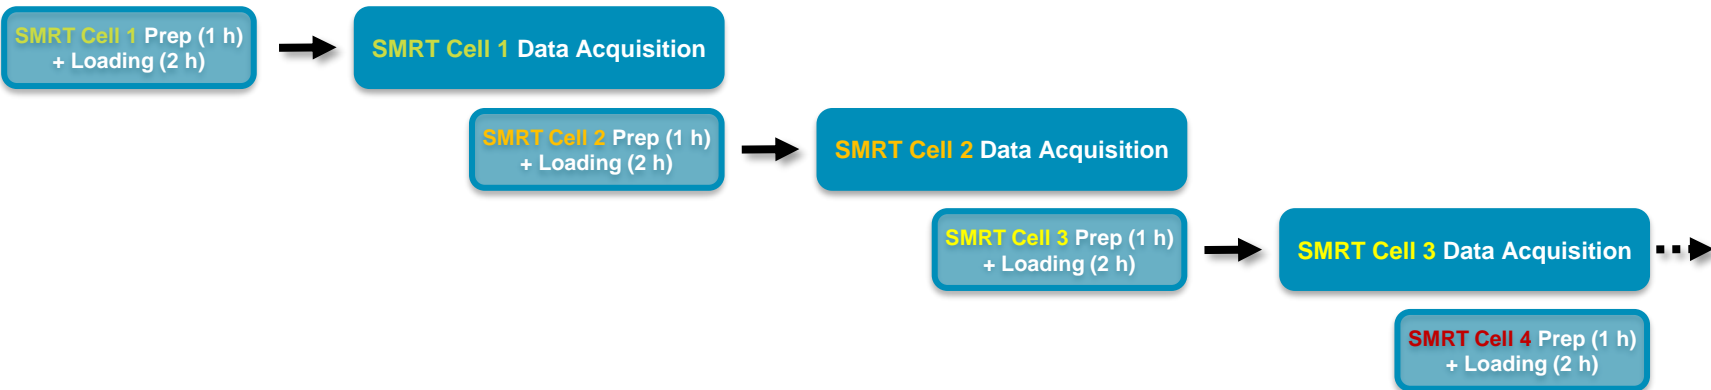 SMRT Cell 1 Prep (1 h)
+ Loading (2 h)
SMRT Cell 1 Data Acquisition
SMRT Cell 2 Prep (1 h)
+ Loading (2 h)
SMRT Cell 2 Data Acquisition
SMRT Cell 3 Prep (1 h)
+ Loading (2 h)
SMRT Cell 3 Data Acquisition
SMRT Cell 4 Prep (1 h)
+ Loading (2 h)